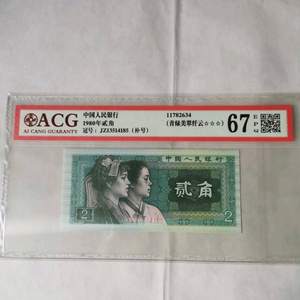 ACG
AI CANG GUARANTY
中国人民银行
1980年贰角
冠号：JZ13514185（补号）
11782634
（青绿美翠纤云☆☆☆）
67 EPQ
中国人民银行
贰角
2
2